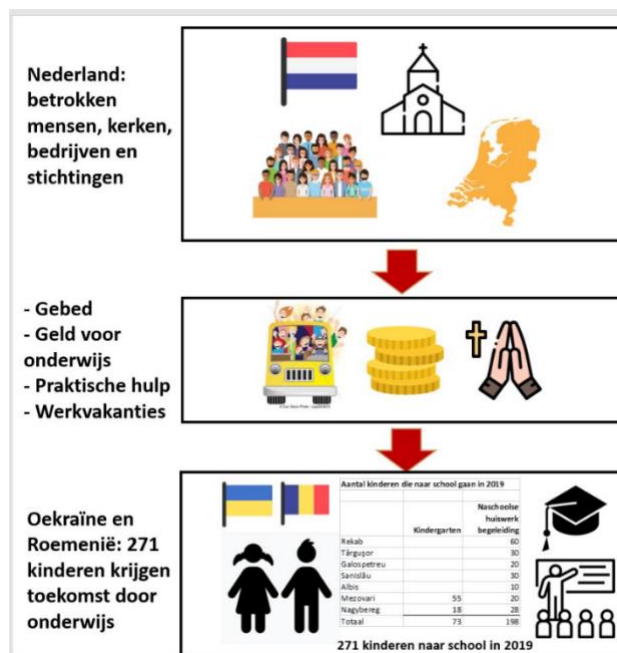 Nederland:
betrokken
mensen, kerken,
bedrijven en
stichtingen
- Gebed
- Geld voor
onderwijs
- Praktische hulp
- Werkvakanties
Oekraïne en
Roemenië: 271
kinderen krijgen
toekomst door
onderwijs
Aantal kinderen die naar school gaan in 2019
Kindergarten Naschoolse huiswerk begeleiding
Rekab 60
Târgușor 30
Galospetreu 20
Sanislău 30
Albis 10
Mezovari 55 20
Nagybereg 18 28
Totaal 73 198
271 kinderen naar school in 2019